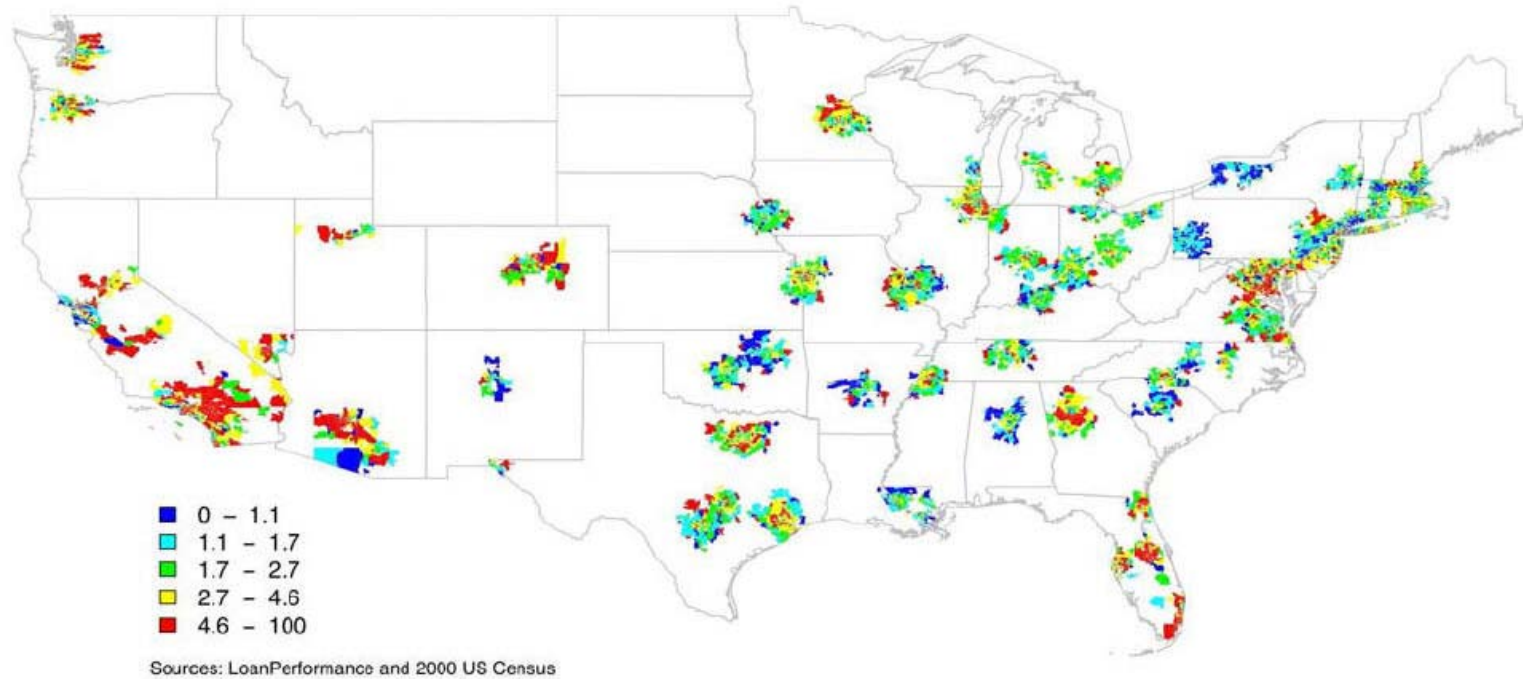 0 – 1.1
1.1 – 1.7
1.7 – 2.7
2.7 – 4.6
4.6 – 100
Sources: LoanPerformance and 2000 US Census